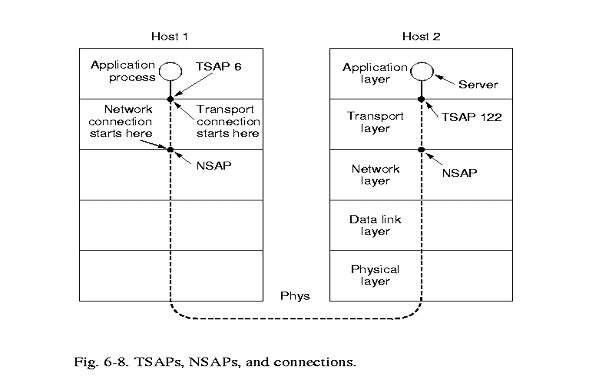 Host 1
Host 2
Application
process
TSAP 6
Application
layer
Server
Network
connection
starts here
Transport
connection
starts here
Transport
layer
TSAP 122
NSAP
Network
layer
NSAP
Data link
layer
Physical
layer
Phys
Fig. 6-8. TSAPs, NSAPs, and connections.